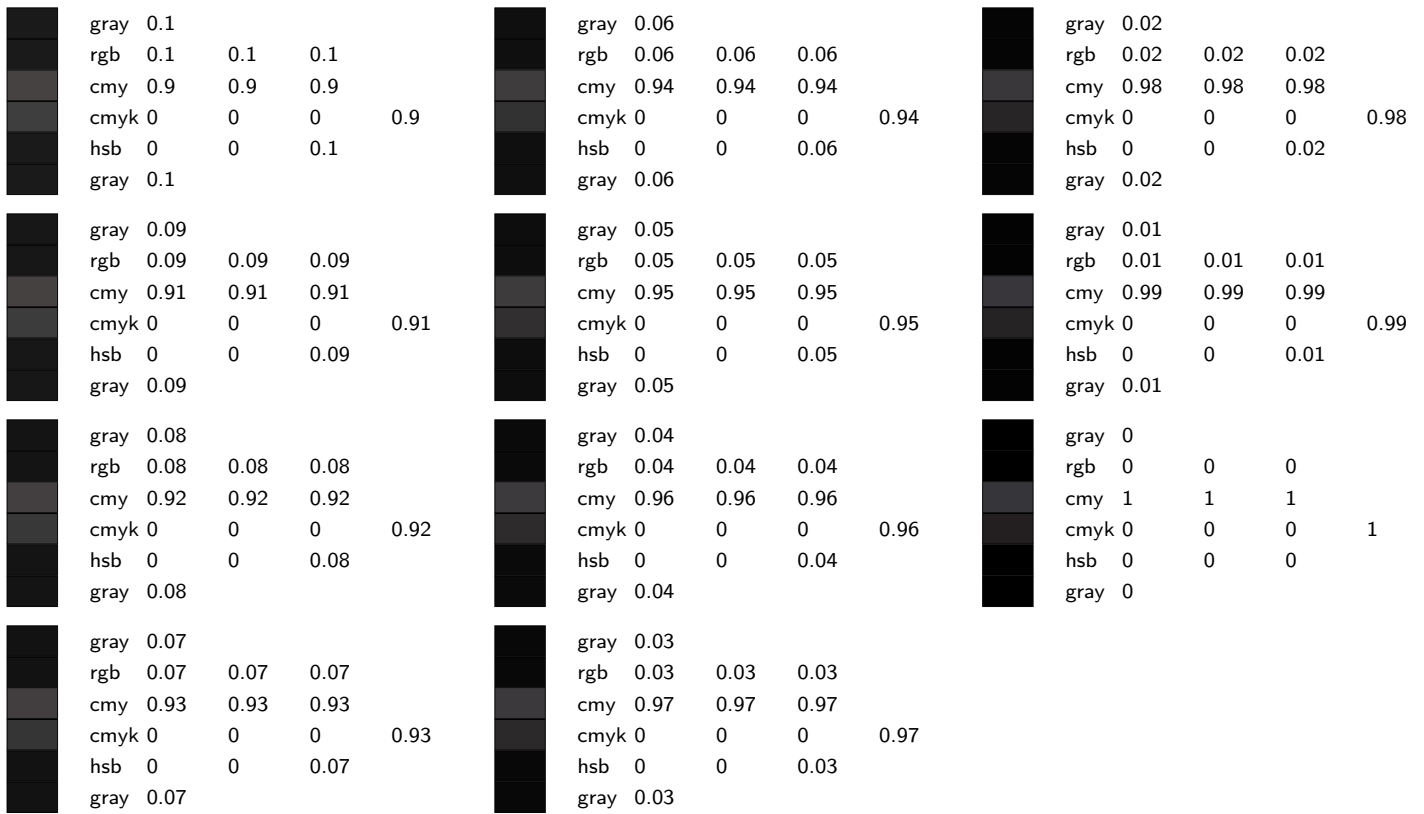 gray 0.1
rgb 0.1 0.1 0.1
cmy 0.9 0.9 0.9
cmyk 0 0 0 0.9
hsb 0 0 0.1
gray 0.1
gray 0.09
rgb 0.09 0.09 0.09
cmy 0.91 0.91 0.91
cmyk 0 0 0 0.91
hsb 0 0 0.09
gray 0.09
gray 0.08
rgb 0.08 0.08 0.08
cmy 0.92 0.92 0.92
cmyk 0 0 0 0.92
hsb 0 0 0.08
gray 0.08
gray 0.07
rgb 0.07 0.07 0.07
cmy 0.93 0.93 0.93
cmyk 0 0 0 0.93
hsb 0 0 0.07
gray 0.07
gray 0.06
rgb 0.06 0.06 0.06
cmy 0.94 0.94 0.94
cmyk 0 0 0 0.94
hsb 0 0 0.06
gray 0.06
gray 0.05
rgb 0.05 0.05 0.05
cmy 0.95 0.95 0.95
cmyk 0 0 0 0.95
hsb 0 0 0.05
gray 0.05
gray 0.04
rgb 0.04 0.04 0.04
cmy 0.96 0.96 0.96
cmyk 0 0 0 0.96
hsb 0 0 0.04
gray 0.04
gray 0.03
rgb 0.03 0.03 0.03
cmy 0.97 0.97 0.97
cmyk 0 0 0 0.97
hsb 0 0 0.03
gray 0.03
gray 0.02
rgb 0.02 0.02 0.02
cmy 0.98 0.98 0.98
cmyk 0 0 0 0.98
hsb 0 0 0.02
gray 0.02
gray 0.01
rgb 0.01 0.01 0.01
cmy 0.99 0.99 0.99
cmyk 0 0 0 0.99
hsb 0 0 0.01
gray 0.01
gray 0
rgb 0 0 0
cmy 1 1 1
cmyk 0 0 0 1
hsb 0 0 0
gray 0